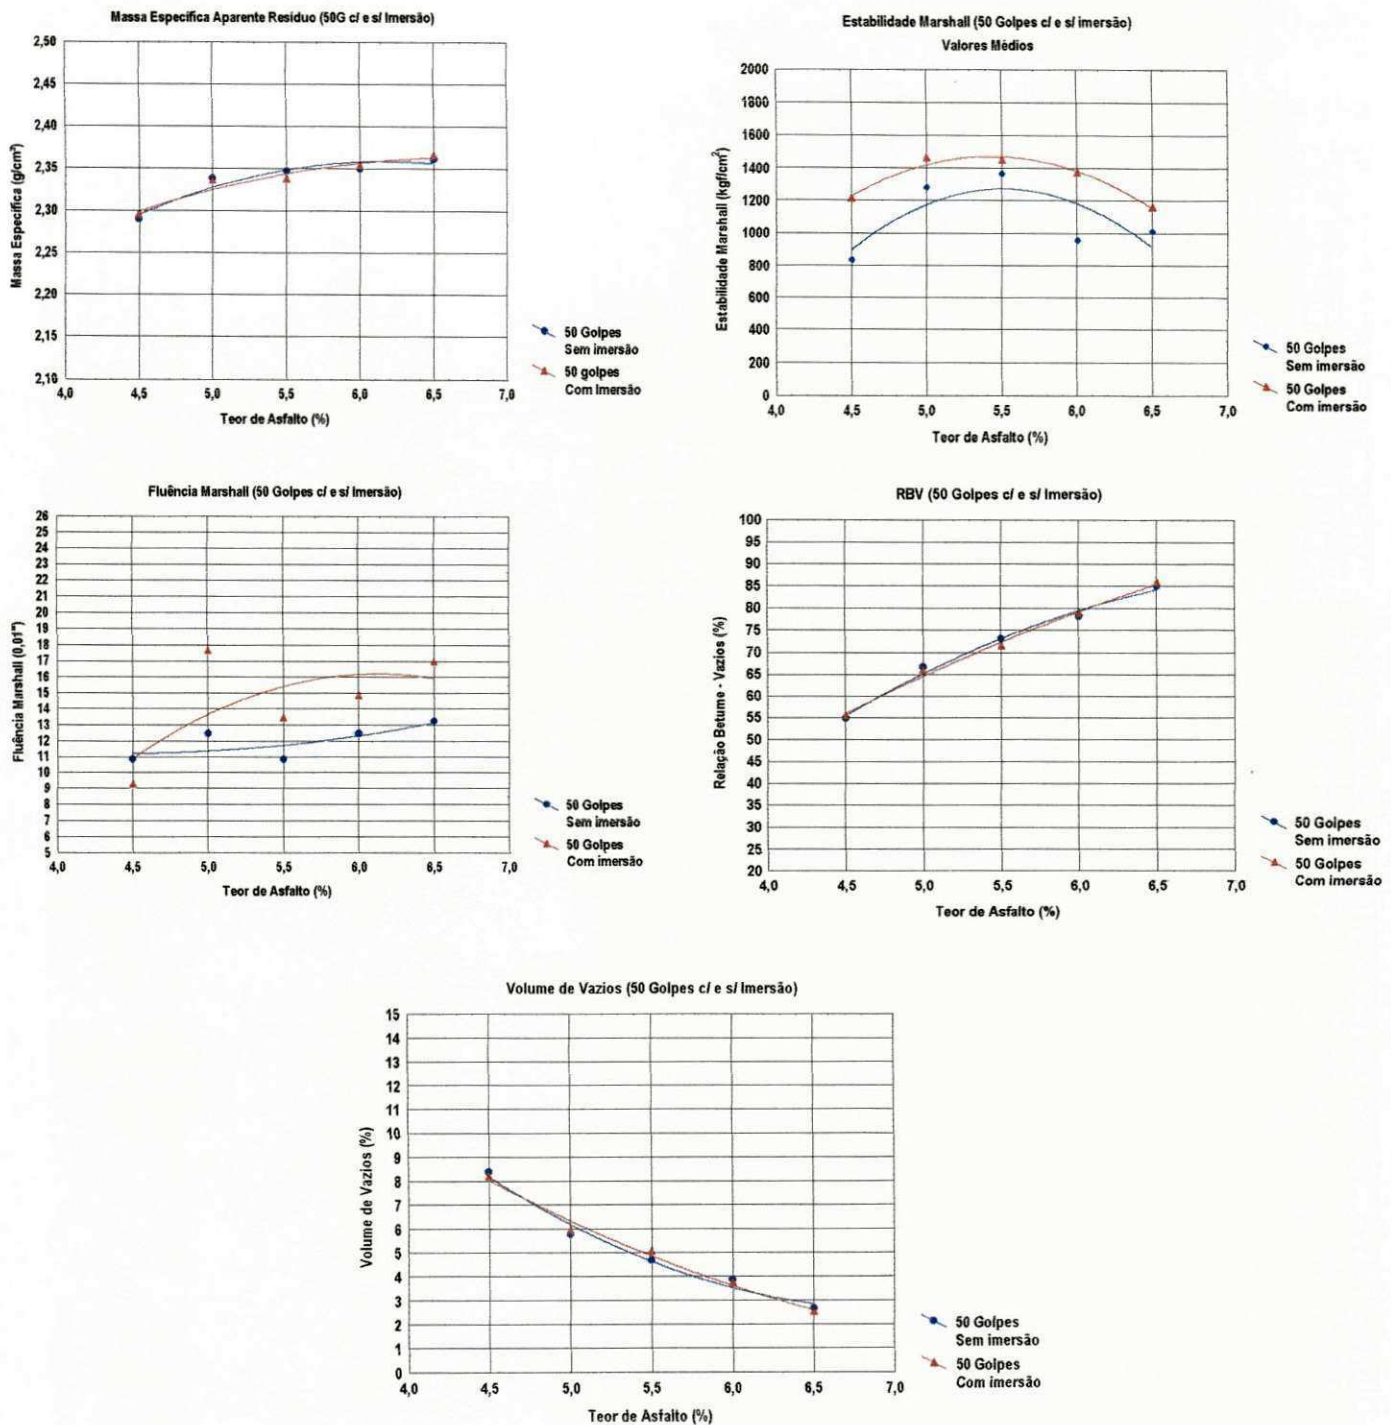 Massa Específica Aparente Resíduo (50G c/ e s/ Imersão)
Massa Específica (g/cm³)
2,50
2,45
2,40
2,35
2,30
2,25
2,20
2,15
2,10
4,0 4,5 5,0 5,5 6,0 6,5 7,0
Teor de Asfalto (%)
50 Golpes
Sem imersão
50 golpes
Com Imersão
Estabilidade Marshall (50 Golpes c/ e s/ imersão)
Valores Médios
Estabilidade Marshall (kgf/cm²)
2000
1800
1600
1400
1200
1000
800
600
400
200
0
4,0 4,5 5,0 5,5 6,0 6,5 7,0
Teor de Asfalto (%)
50 Golpes
Sem imersão
50 Golpes
Com imersão
Fluência Marshall (50 Golpes c/ e s/ Imersão)
Fluência Marshall (0,01")
26
25
24
23
22
21
20
19
18
17
16
15
14
13
12
11
10
9
8
7
6
5
4,0 4,5 5,0 5,5 6,0 6,5 7,0
Teor de Asfalto (%)
50 Golpes
Sem imersão
50 Golpes
Com imersão
RBV (50 Golpes c/ e s/ Imersão)
Relação Betume - Vazios (%)
100
95
90
85
80
75
70
65
60
55
50
45
40
35
30
25
20
4,0 4,5 5,0 5,5 6,0 6,5 7,0
Teor de Asfalto (%)
50 Golpes
Sem imersão
50 Golpes
Com imersão
Volume de Vazios (50 Golpes c/ e s/ Imersão)
Volume de Vazios (%)
15
14
13
12
11
10
9
8
7
6
5
4
3
2
1
0
4,0 4,5 5,0 5,5 6,0 6,5 7,0
Teor de Asfalto (%)
50 Golpes
Sem imersão
50 Golpes
Com imersão